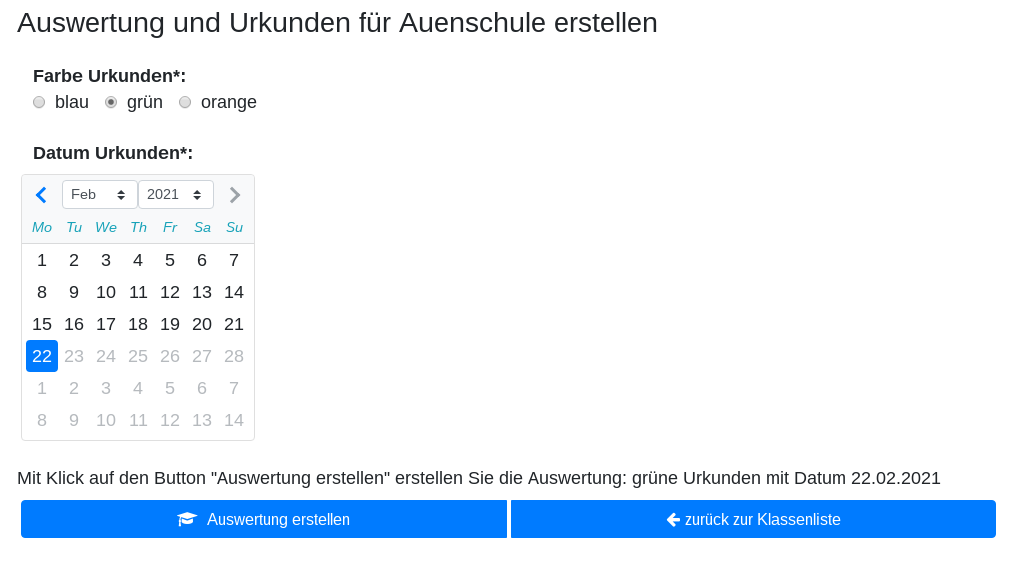 Auswertung und Urkunden für Auenschule erstellen
Farbe Urkunden*:
blau grün orange
Datum Urkunden*:
Feb 2021
Mo Tu We Th Fr Sa Su
1 2 3 4 5 6 7
8 9 10 11 12 13 14
15 16 17 18 19 20 21
22 23 24 25 26 27 28
1 2 3 4 5 6 7
8 9 10 11 12 13 14
Mit Klick auf den Button "Auswertung erstellen" erstellen Sie die Auswertung: grüne Urkunden mit Datum 22.02.2021
Auswertung erstellen zurück zur Klassenliste